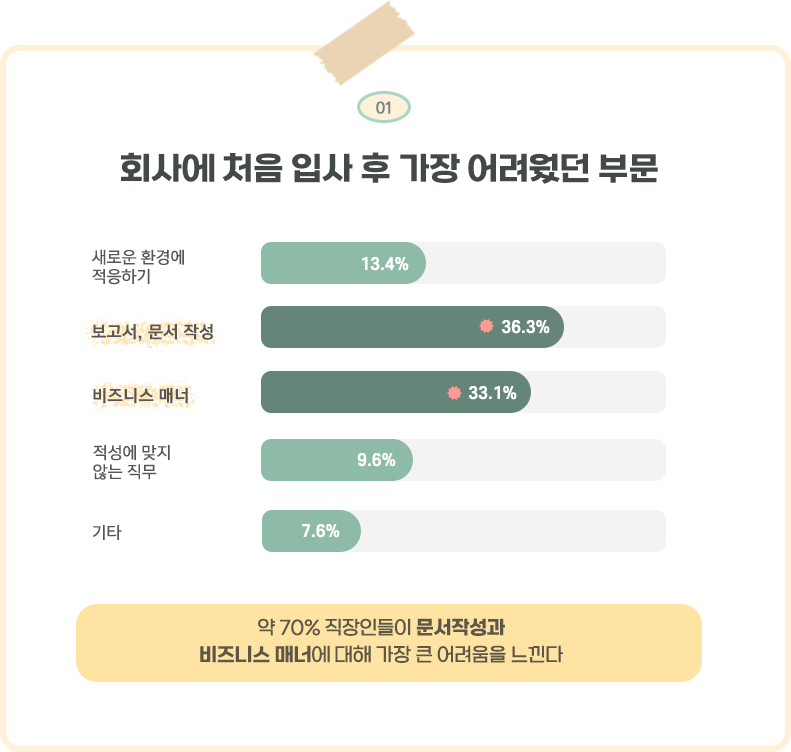 01
회사에 처음 입사 후 가장 어려웠던 부문
새로운 환경에
적응하기
13.4%
보고서, 문서 작성
36.3%
비즈니스 매너
33.1%
적성에 맞지
않는 직무
9.6%
기타
7.6%
약 70% 직장인들이 문서작성과
비즈니스 매너에 대해 가장 큰 어려움을 느낀다